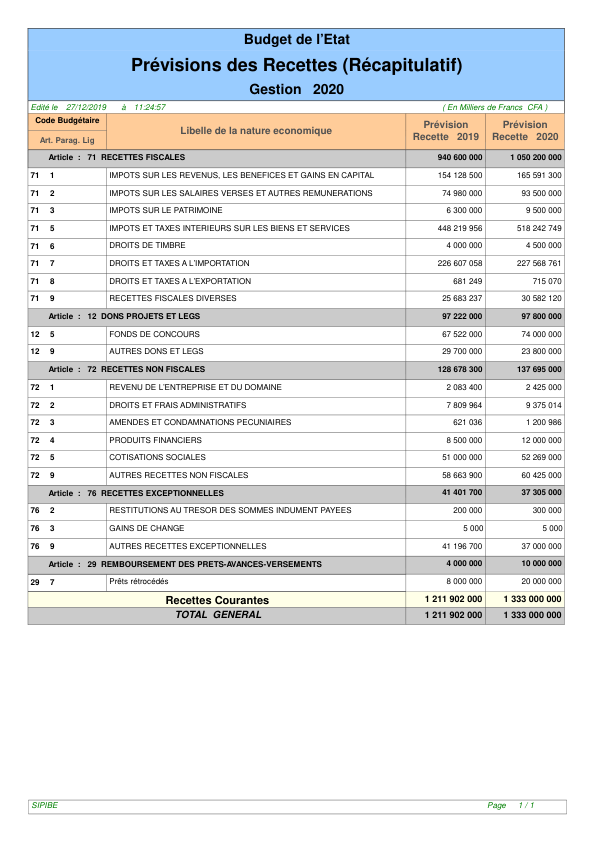 Budget de l'Etat
Prévisions des Recettes (Récapitulatif)
Gestion 2020
Edité le 27/12/2019 à 11:24:57 ( En Milliers de Francs CFA )
Code Budgétaire Libelle de la nature economique Prévision Recette 2019 Prévision Recette 2020
Art. Parag. Lig
Article : 71 RECETTES FISCALES 940 600 000 1 050 200 000
71 1 IMPOTS SUR LES REVENUS, LES BENEFICES ET GAINS EN CAPITAL 154 128 500 165 591 300
71 2 IMPOTS SUR LES SALAIRES VERSES ET AUTRES REMUNERATIONS 74 980 000 93 500 000
71 3 IMPOTS SUR LE PATRIMOINE 6 300 000 9 500 000
71 5 IMPOTS ET TAXES INTERIEURS SUR LES BIENS ET SERVICES 448 219 956 518 242 749
71 6 DROITS DE TIMBRE 4 000 000 4 500 000
71 7 DROITS ET TAXES A L'IMPORTATION 226 607 058 227 568 761
71 8 DROITS ET TAXES A L'EXPORTATION 681 249 715 070
71 9 RECETTES FISCALES DIVERSES 25 683 237 30 582 120
Article : 12 DONS PROJETS ET LEGS 97 222 000 97 800 000
12 5 FONDS DE CONCOURS 67 522 000 74 000 000
12 9 AUTRES DONS ET LEGS 29 700 000 23 800 000
Article : 72 RECETTES NON FISCALES 128 678 300 137 695 000
72 1 REVENU DE L'ENTREPRISE ET DU DOMAINE 2 083 400 2 425 000
72 2 DROITS ET FRAIS ADMINISTRATIFS 7 809 964 9 375 014
72 3 AMENDES ET CONDAMNATIONS PECUNIAIRES 621 036 1 200 986
72 4 PRODUITS FINANCIERS 8 500 000 12 000 000
72 5 COTISATIONS SOCIALES 51 000 000 52 269 000
72 9 AUTRES RECETTES NON FISCALES 58 663 900 60 425 000
Article : 76 RECETTES EXCEPTIONNELLES 41 401 700 37 305 000
76 2 RESTITUTIONS AU TRESOR DES SOMMES INDUMENT PAYEES 200 000 300 000
76 3 GAINS DE CHANGE 5 000 5 000
76 9 AUTRES RECETTES EXCEPTIONNELLES 41 196 700 37 000 000
Article : 29 REMBOURSEMENT DES PRETS-AVANCES-VERSEMENTS 4 000 000 10 000 000
29 7 Prêts rétrocédés 8 000 000 20 000 000
Recettes Courantes 1 211 902 000 1 333 000 000
TOTAL GENERAL 1 211 902 000 1 333 000 000
SIPIBE Page 1 / 1